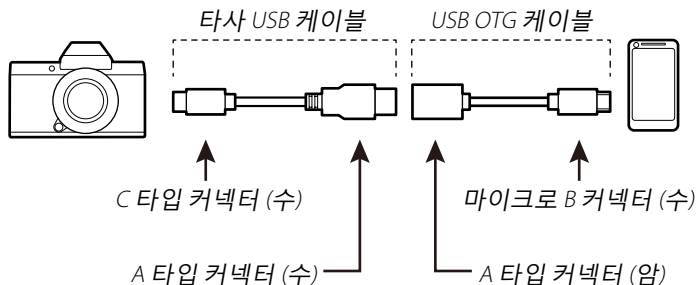 타사 USB 케이블
USB OTG 케이블
C 타입 커넥터 (수)
마이크로 B 커넥터 (수)
A 타입 커넥터 (수)
A 타입 커넥터 (암)